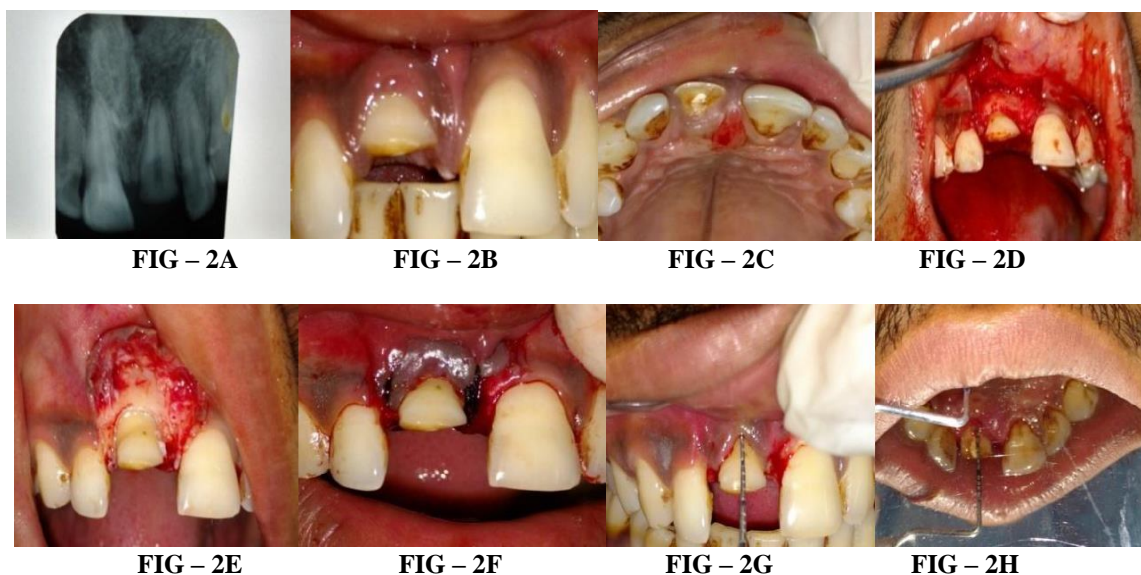 FIG – 2A FIG – 2B FIG – 2C FIG – 2D
FIG – 2E FIG – 2F FIG – 2G FIG – 2H